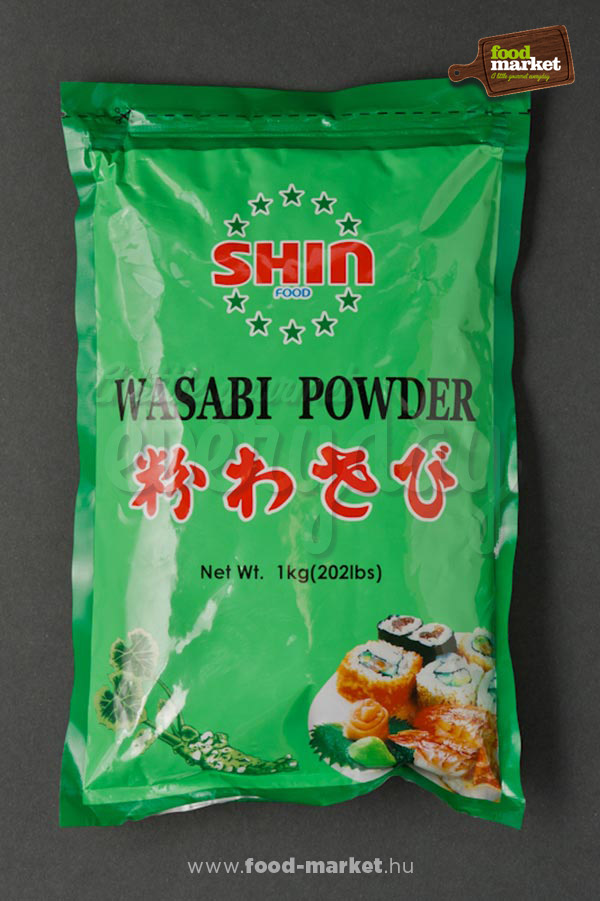 food
market
A little gourmet everyday
SHIN
FOOD
WASABI POWDER
粉わさび
Net Wt. 1kg(202lbs)
www.food-market.hu